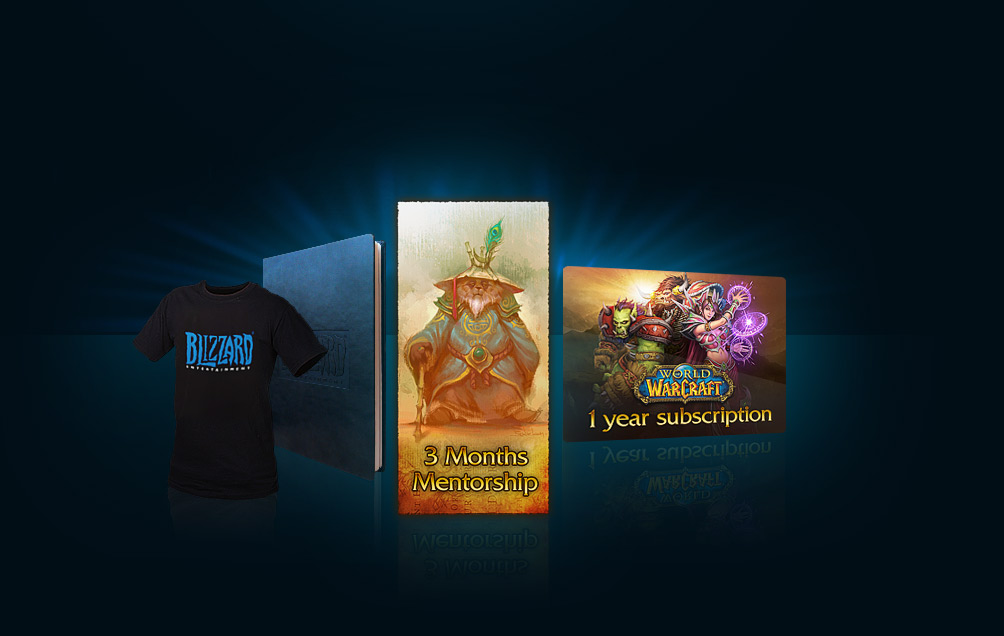 BLIZZARD
ENTERTAINMENT
3 Months
Mentorship
WORLD
WARCRAFT
1 year subscription